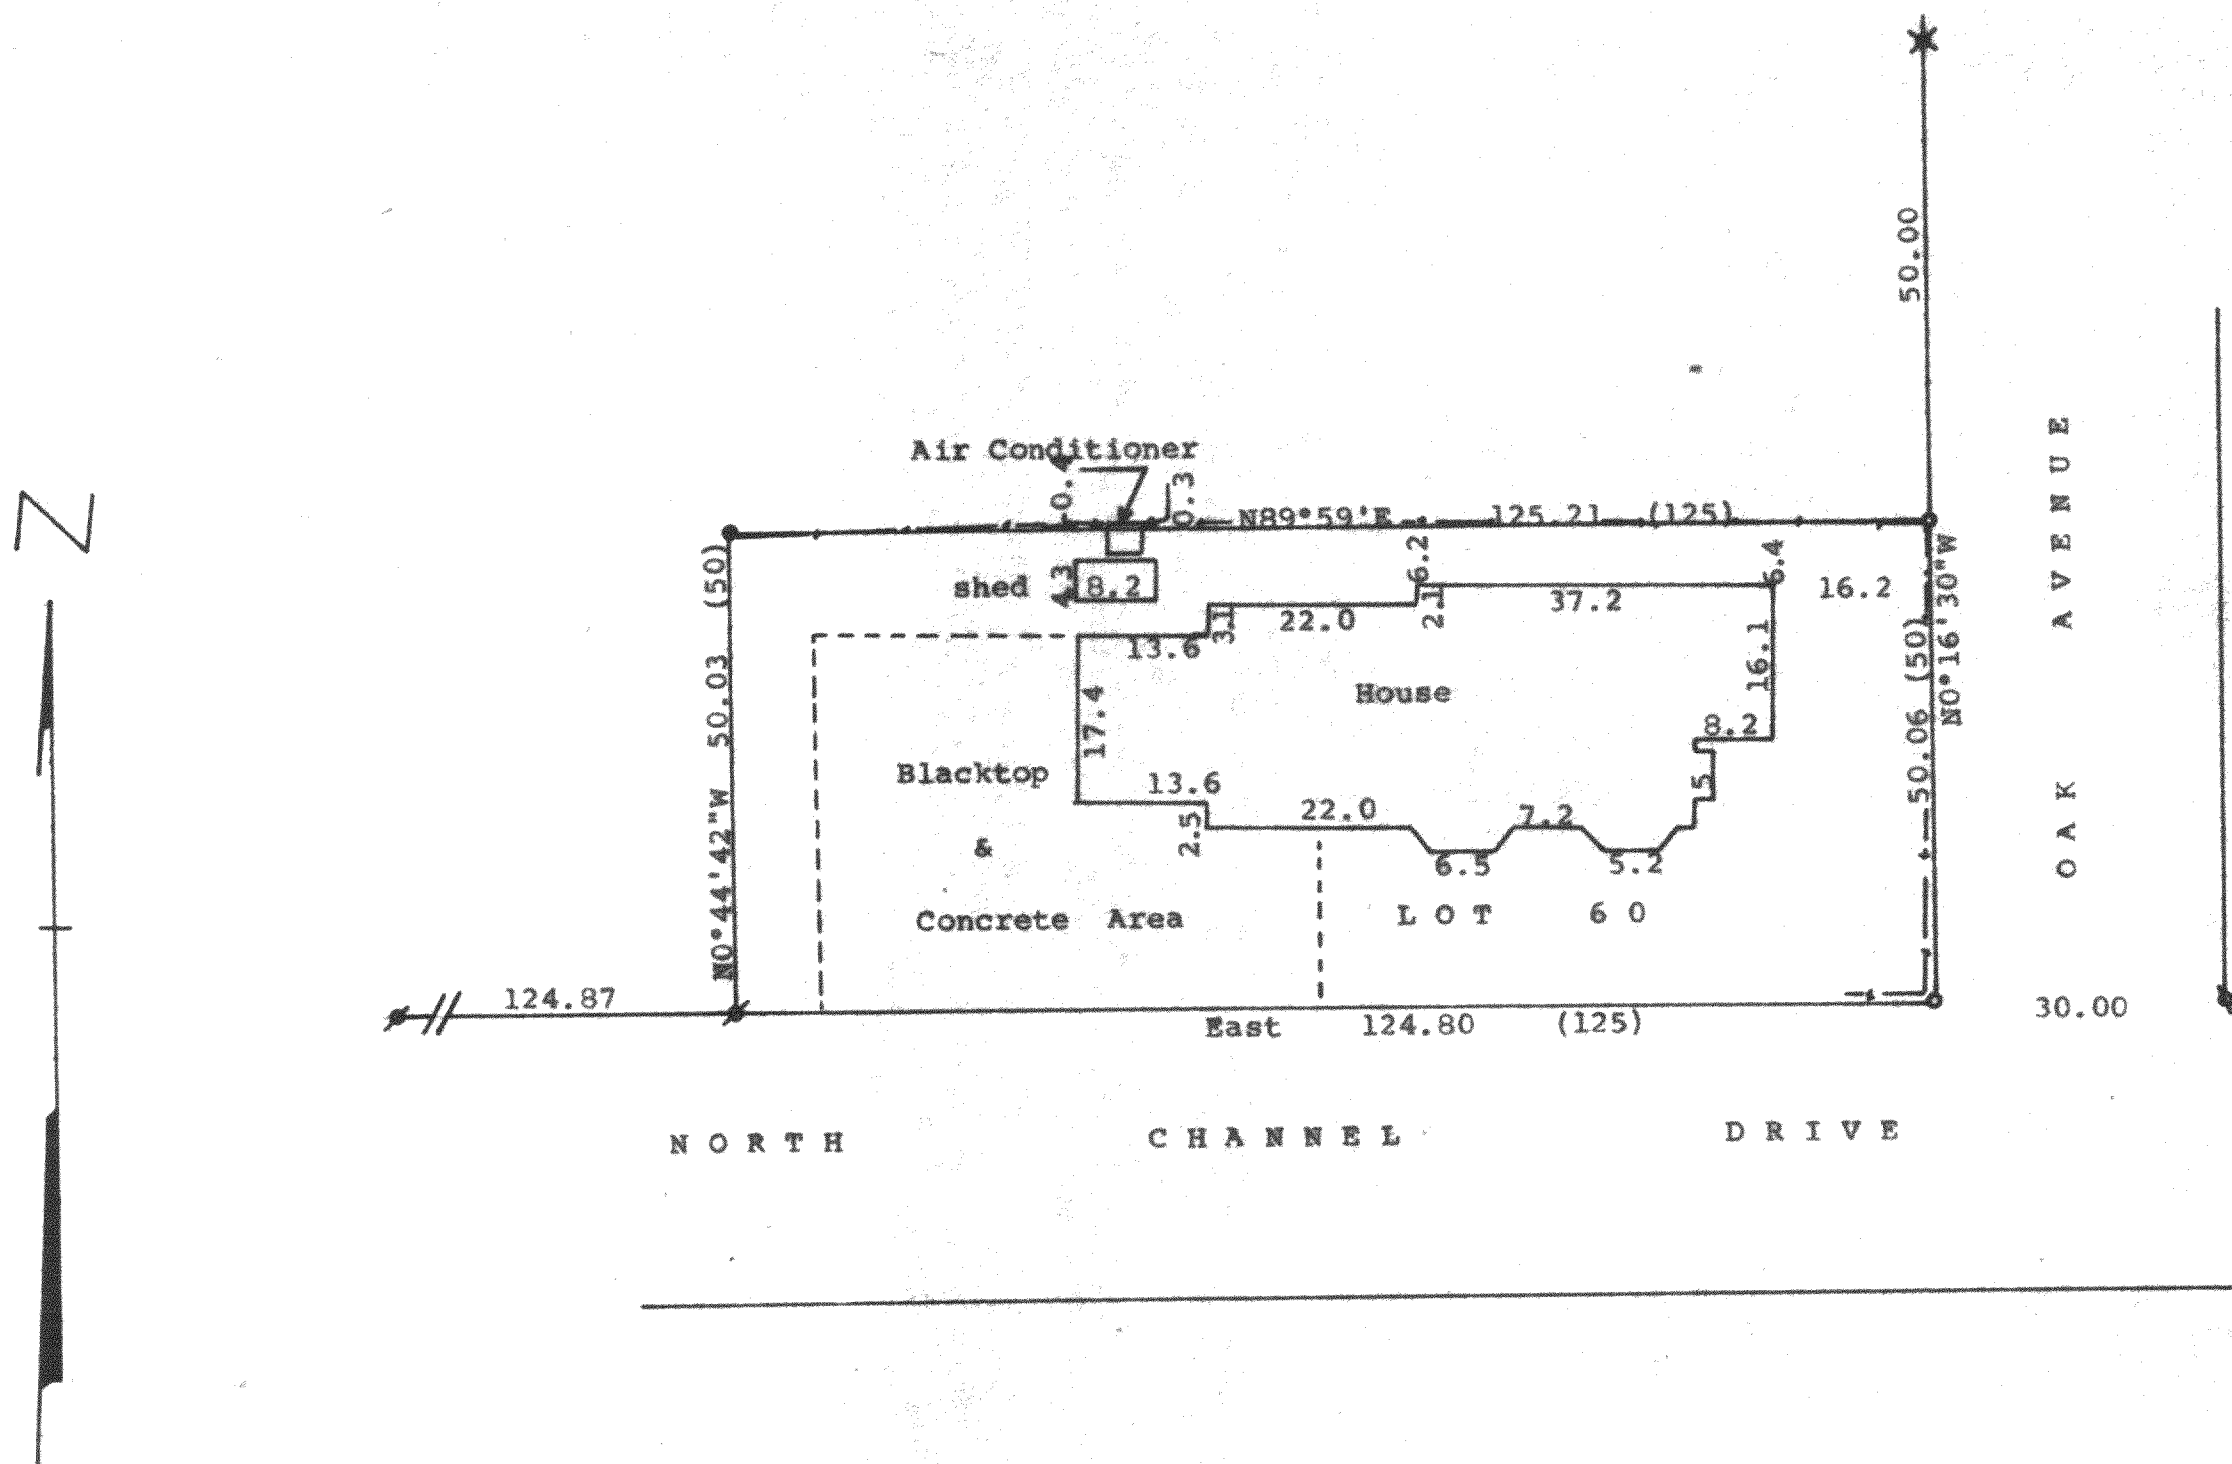 50.00
Air Conditioner
0.4
0.3
N89°59'E 125.21 (125)
shed
4.3
8.2
6.2
6.4
16.2
N0°44'42"W 50.03 (50)
13.6
3.1
22.0
2.1
37.2
House
16.1
50.06 (50)
N0°16'30"W
17.4
8.2
Blacktop
&
Concrete Area
13.6
2.5
22.0
7.2
5
6.5
5.2
LOT 60
124.87
East 124.80 (125)
30.00
OAK AVENUE
NORTH CHANNEL DRIVE
N